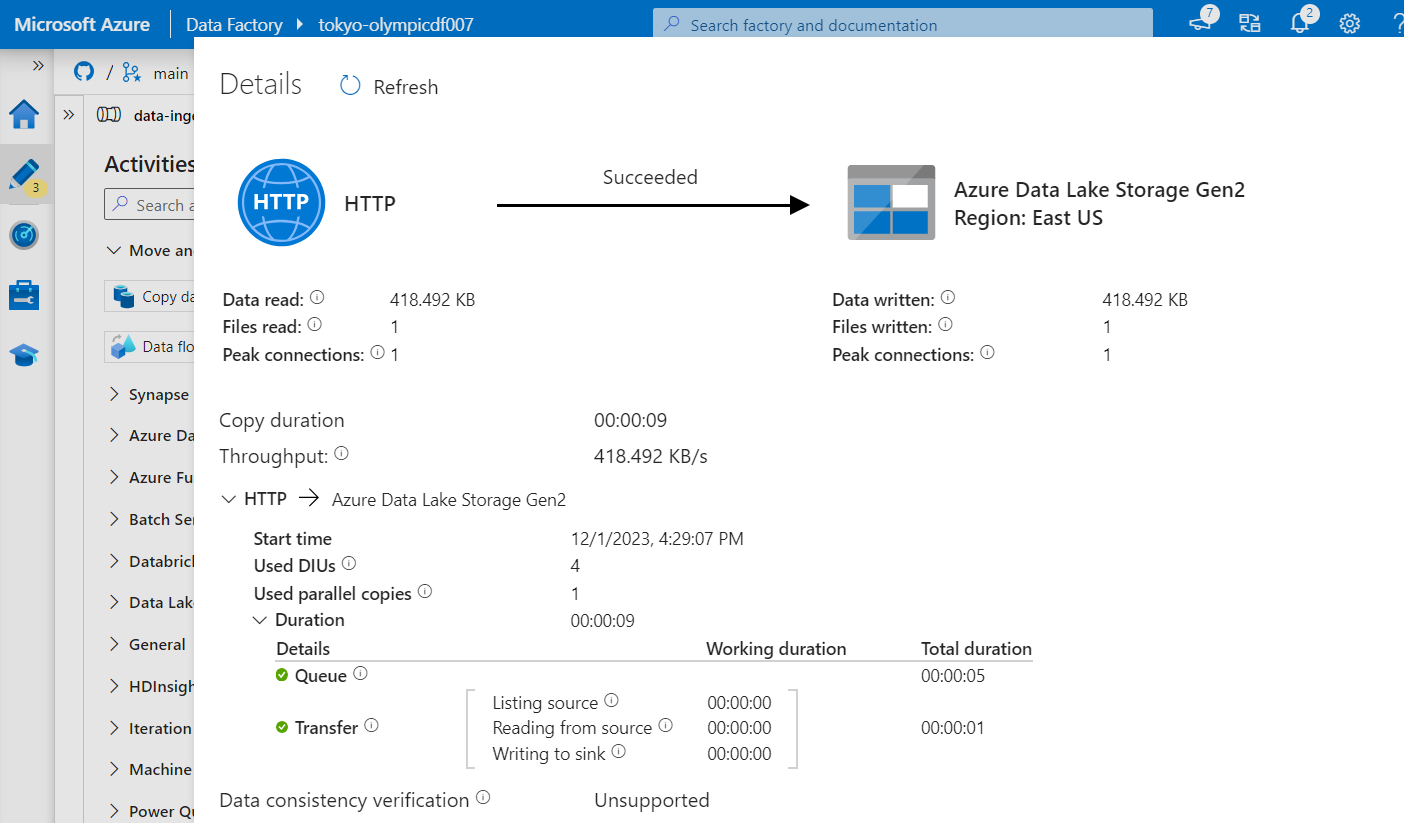 Microsoft Azure
Data Factory
tokyo-olympicdf007
Search factory and documentation
7
2
?
/ main
3
data-inge
Activities
Search a
Move an
Copy da
Data flo
Synapse
Azure Da
Azure Fu
Batch Ser
Databrick
Data Lak
General
HDInsigh
Iteration
Machine
Power Qu
Details
Refresh
HTTP
HTTP
Succeeded
Azure Data Lake Storage Gen2
Region: East US
Data read: 418.492 KB
Files read: 1
Peak connections: 1
Data written: 418.492 KB
Files written: 1
Peak connections: 1
Copy duration 00:00:09
Throughput: 418.492 KB/s
HTTP → Azure Data Lake Storage Gen2
Start time 12/1/2023, 4:29:07 PM
Used DIUs 4
Used parallel copies 1
Duration 00:00:09
Details Working duration Total duration
Queue 00:00:05
Listing source 00:00:00
Transfer Reading from source 00:00:00 00:00:01
Writing to sink 00:00:00
Data consistency verification Unsupported